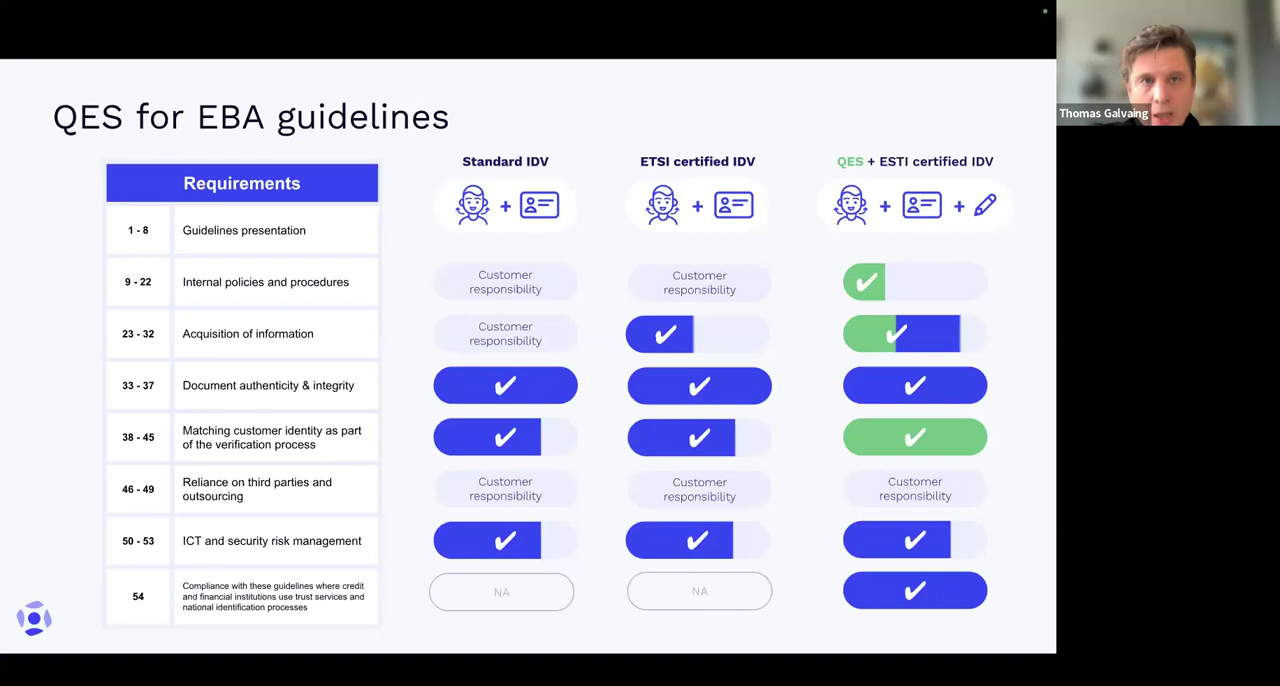 Thomas Galvaing
QES for EBA guidelines
Requirements
Standard IDV
ETSI certified IDV
QES + ESTI certified IDV
1 - 8
Guidelines presentation
9 - 22
Internal policies and procedures
Customer
responsibility
Customer
responsibility
23 - 32
Acquisition of information
Customer
responsibility
33 - 37
Document authenticity & integrity
38 - 45
Matching customer identity as part
of the verification process
46 - 49
Reliance on third parties and
outsourcing
Customer
responsibility
Customer
responsibility
Customer
responsibility
50 - 53
ICT and security risk management
54
Compliance with these guidelines where credit
and financial institutions use trust services and
national identification processes
NA
NA